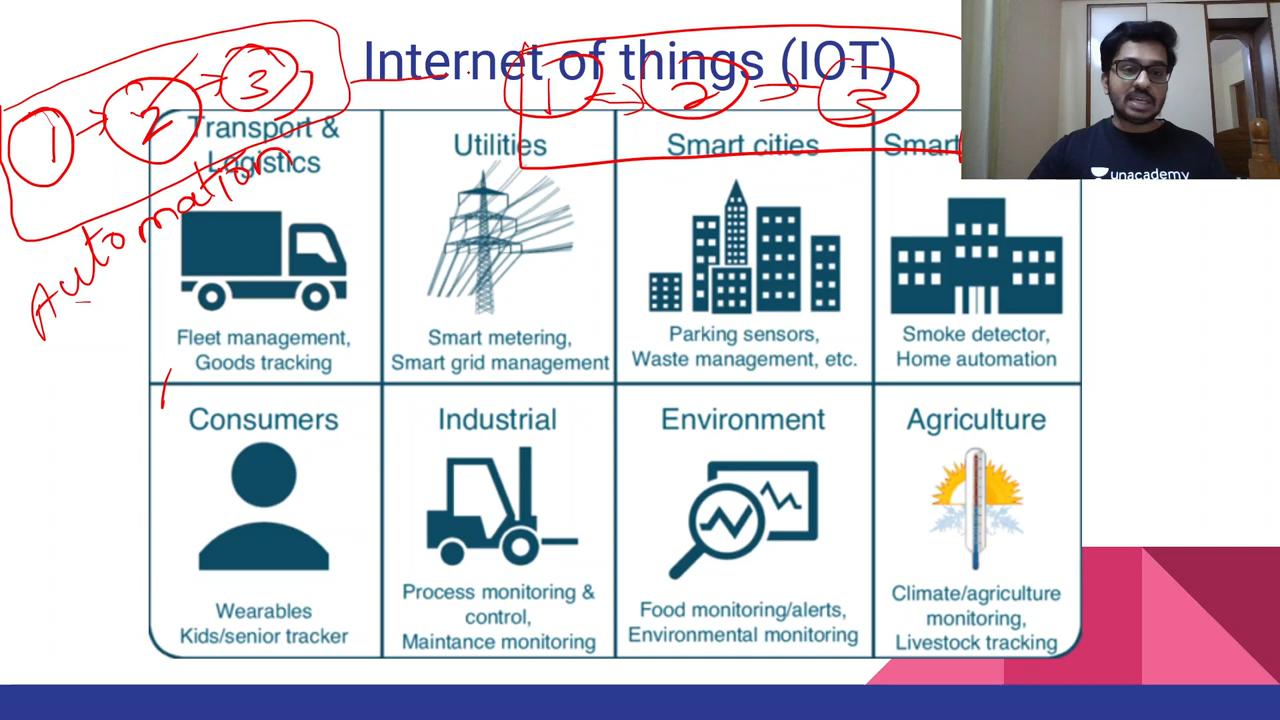 Internet of things (IOT)
1 → 2 → 3
1 → 2 → 3
Automation
unacademy
Transport &
Logistics
Fleet management,
Goods tracking
Utilities
Smart metering,
Smart grid management
Smart cities
Parking sensors,
Waste management, etc.
Smart
Smoke detector,
Home automation
Consumers
Wearables
Kids/senior tracker
Industrial
Process monitoring &
control,
Maintance monitoring
Environment
Food monitoring/alerts,
Environmental monitoring
Agriculture
Climate/agriculture
monitoring,
Livestock tracking